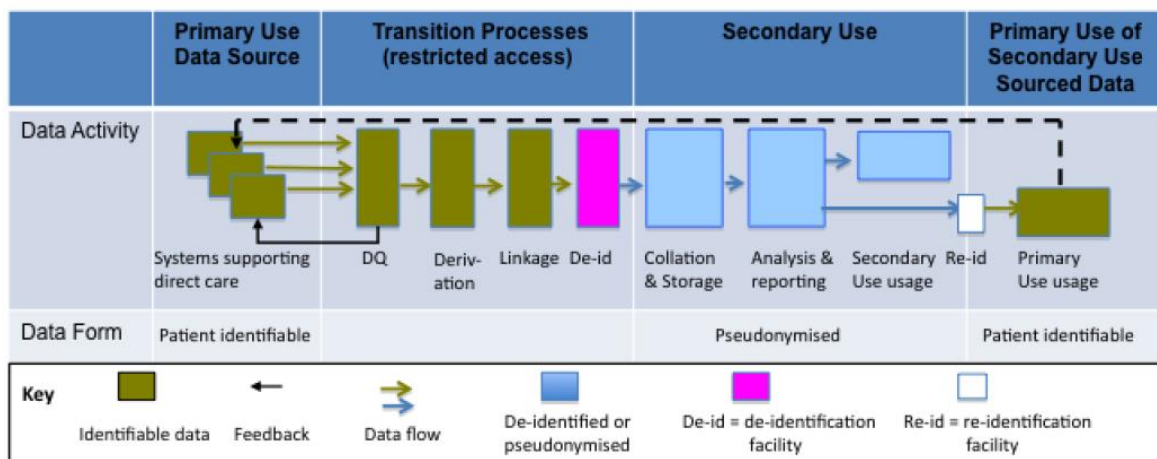 Primary Use
Data Source
Transition Processes
(restricted access)
Secondary Use
Primary Use of
Secondary Use
Sourced Data
Data Activity
Systems supporting
direct care
DQ
Deriv-
ation
Linkage
De-id
Collation
& Storage
Analysis &
reporting
Secondary
Use usage
Re-id
Primary
Use usage
Data Form
Patient identifiable
Pseudonymised
Patient identifiable
Key
Identifiable data
Feedback
Data flow
De-identified or
pseudonymised
De-id = de-identification
facility
Re-id = re-identification
facility